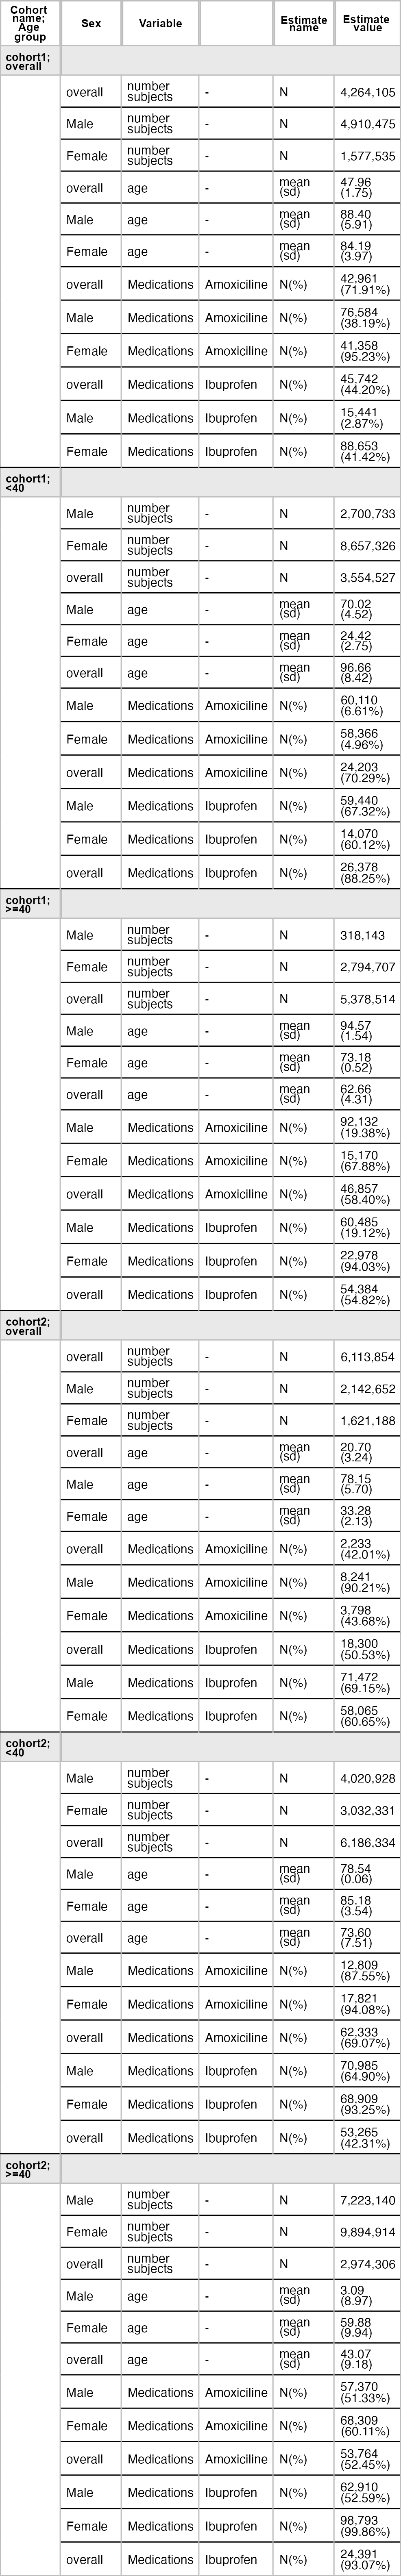 Cohort name; Age group Sex Variable Estimate name Estimate value
cohort1; overall
overall number subjects - N 4,264,105
Male number subjects - N 4,910,475
Female number subjects - N 1,577,535
overall age - mean (sd) 47.96 (1.75)
Male age - mean (sd) 88.40 (5.91)
Female age - mean (sd) 84.19 (3.97)
overall Medications Amoxiciline N(%) 42,961 (71.91%)
Male Medications Amoxiciline N(%) 76,584 (38.19%)
Female Medications Amoxiciline N(%) 41,358 (95.23%)
overall Medications Ibuprofen N(%) 45,742 (44.20%)
Male Medications Ibuprofen N(%) 15,441 (2.87%)
Female Medications Ibuprofen N(%) 88,653 (41.42%)
cohort1; <40
Male number subjects - N 2,700,733
Female number subjects - N 8,657,326
overall number subjects - N 3,554,527
Male age - mean (sd) 70.02 (4.52)
Female age - mean (sd) 24.42 (2.75)
overall age - mean (sd) 96.66 (8.42)
Male Medications Amoxiciline N(%) 60,110 (6.61%)
Female Medications Amoxiciline N(%) 58,366 (4.96%)
overall Medications Amoxiciline N(%) 24,203 (70.29%)
Male Medications Ibuprofen N(%) 59,440 (67.32%)
Female Medications Ibuprofen N(%) 14,070 (60.12%)
overall Medications Ibuprofen N(%) 26,378 (88.25%)
cohort1; >=40
Male number subjects - N 318,143
Female number subjects - N 2,794,707
overall number subjects - N 5,378,514
Male age - mean (sd) 94.57 (1.54)
Female age - mean (sd) 73.18 (0.52)
overall age - mean (sd) 62.66 (4.31)
Male Medications Amoxiciline N(%) 92,132 (19.38%)
Female Medications Amoxiciline N(%) 15,170 (67.88%)
overall Medications Amoxiciline N(%) 46,857 (58.40%)
Male Medications Ibuprofen N(%) 60,485 (19.12%)
Female Medications Ibuprofen N(%) 22,978 (94.03%)
overall Medications Ibuprofen N(%) 54,384 (54.82%)
cohort2; overall
overall number subjects - N 6,113,854
Male number subjects - N 2,142,652
Female number subjects - N 1,621,188
overall age - mean (sd) 20.70 (3.24)
Male age - mean (sd) 78.15 (5.70)
Female age - mean (sd) 33.28 (2.13)
overall Medications Amoxiciline N(%) 2,233 (42.01%)
Male Medications Amoxiciline N(%) 8,241 (90.21%)
Female Medications Amoxiciline N(%) 3,798 (43.68%)
overall Medications Ibuprofen N(%) 18,300 (50.53%)
Male Medications Ibuprofen N(%) 71,472 (69.15%)
Female Medications Ibuprofen N(%) 58,065 (60.65%)
cohort2; <40
Male number subjects - N 4,020,928
Female number subjects - N 3,032,331
overall number subjects - N 6,186,334
Male age - mean (sd) 78.54 (0.06)
Female age - mean (sd) 85.18 (3.54)
overall age - mean (sd) 73.60 (7.51)
Male Medications Amoxiciline N(%) 12,809 (87.55%)
Female Medications Amoxiciline N(%) 17,821 (94.08%)
overall Medications Amoxiciline N(%) 62,333 (69.07%)
Male Medications Ibuprofen N(%) 70,985 (64.90%)
Female Medications Ibuprofen N(%) 68,909 (93.25%)
overall Medications Ibuprofen N(%) 53,265 (42.31%)
cohort2; >=40
Male number subjects - N 7,223,140
Female number subjects - N 9,894,914
overall number subjects - N 2,974,306
Male age - mean (sd) 3.09 (8.97)
Female age - mean (sd) 59.88 (9.94)
overall age - mean (sd) 43.07 (9.18)
Male Medications Amoxiciline N(%) 57,370 (51.33%)
Female Medications Amoxiciline N(%) 68,309 (60.11%)
overall Medications Amoxiciline N(%) 53,764 (52.45%)
Male Medications Ibuprofen N(%) 62,910 (52.59%)
Female Medications Ibuprofen N(%) 98,793 (99.86%)
overall Medications Ibuprofen N(%) 24,391 (93.07%)